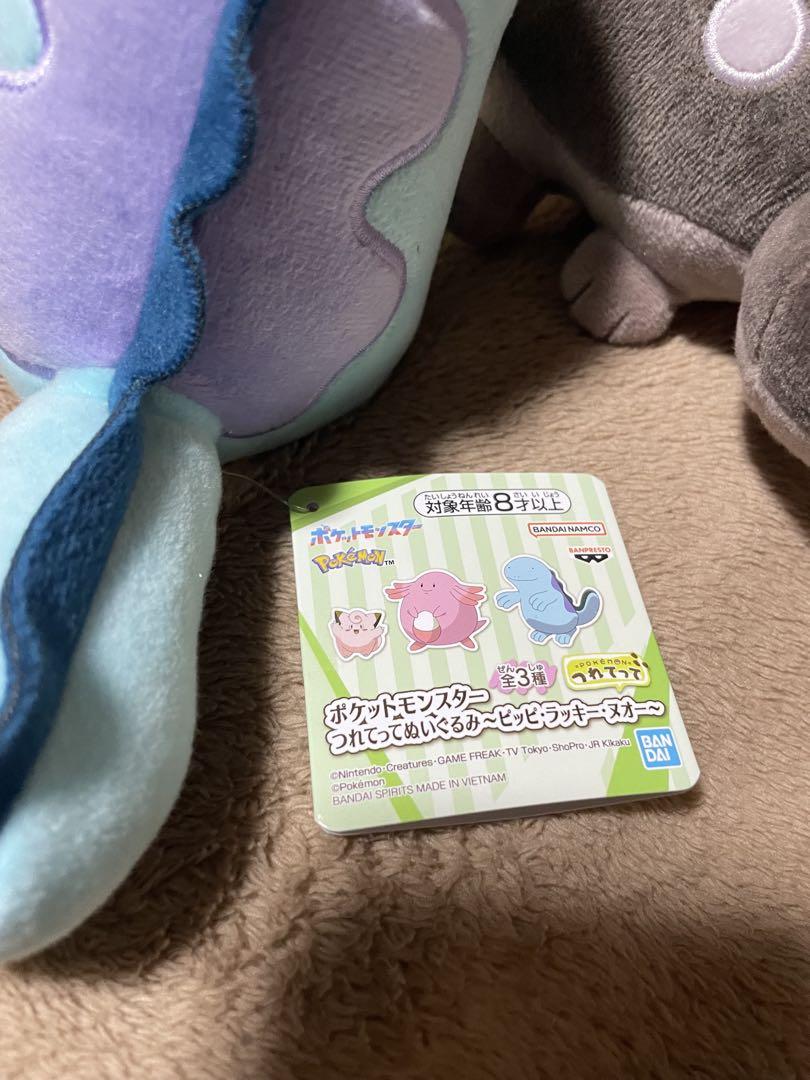 たいしょうねんれい さい い じょう
対象年齢8才以上
ポケットモンスター
POKéMON™
BANDAI NAMCO
BANPRESTO
ぜん しゅ
全3種
POKéMON
つれてって
ポケットモンスター
つれてってぬいぐるみ～ピッピ・ラッキー・ヌオー～
©Nintendo・Creatures・GAME FREAK・TV Tokyo・ShoPro・JR Kikaku
©Pokémon
BANDAI SPIRITS MADE IN VIETNAM
BAN
DAI